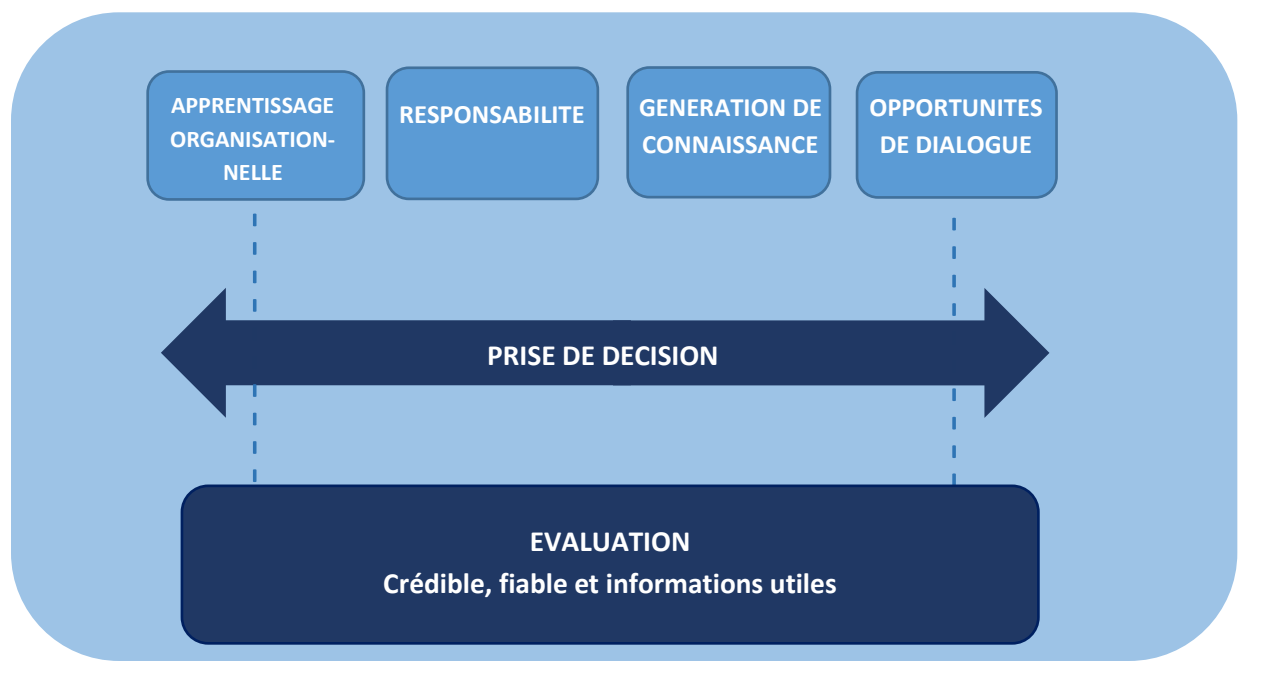 APPRENTISSAGE
ORGANISATION-
NELLE
RESPONSABILITE
GENERATION DE
CONNAISSANCE
OPPORTUNITES
DE DIALOGUE
PRISE DE DECISION
EVALUATION
Crédible, fiable et informations utiles